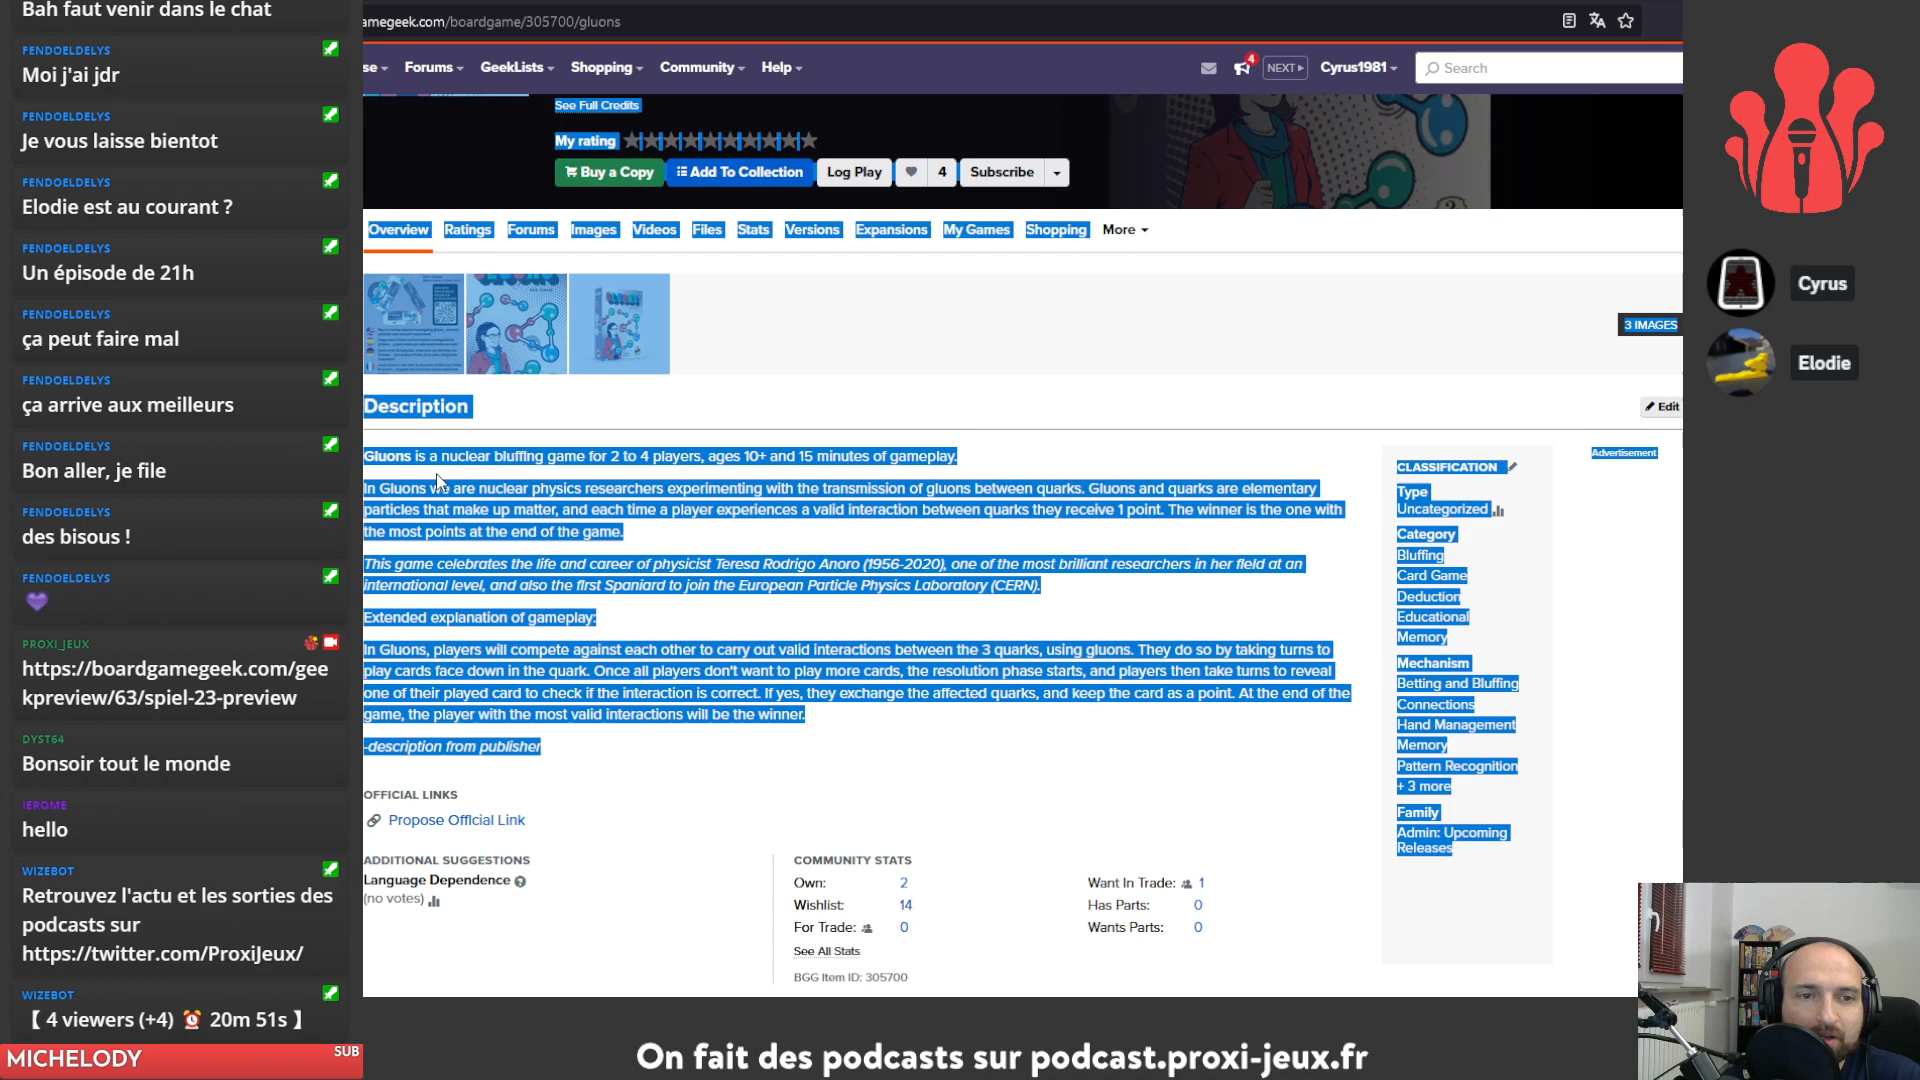 Bah faut venir dans le chat
FENDOELDELYS
Moi j'ai jdr
FENDOELDELYS
Je vous laisse bientot
FENDOELDELYS
Elodie est au courant ?
FENDOELDELYS
Un épisode de 21h
FENDOELDELYS
ça peut faire mal
FENDOELDELYS
ça arrive aux meilleurs
FENDOELDELYS
Bon aller, je file
FENDOELDELYS
des bisous !
FENDOELDELYS
PROXI_JEUX
https://boardgamegeek.com/gee
kpreview/63/spiel-23-preview
DYST64
Bonsoir tout le monde
JEROME
hello
WIZEBOT
Retrouvez l'actu et les sorties des
podcasts sur
https://twitter.com/ProxiJeux/
WIZEBOT
【 4 viewers (+4) ⏰ 20m 51s 】
MICHELODY
SUB
amegeek.com/boardgame/305700/gluons
se Forums GeekLists Shopping Community Help
4 NEXT Cyrus1981 Search
See Full Credits
My rating
Buy a Copy Add To Collection Log Play 4 Subscribe
Overview Ratings Forums Images Videos Files Stats Versions Expansions My Games Shopping More
3 IMAGES
Description
Edit
Gluons is a nuclear bluffing game for 2 to 4 players, ages 10+ and 15 minutes of gameplay.
In Gluons we are nuclear physics researchers experimenting with the transmission of gluons between quarks. Gluons and quarks are elementary
particles that make up matter, and each time a player experiences a valid interaction between quarks they receive 1 point. The winner is the one with
the most points at the end of the game.
This game celebrates the life and career of physicist Teresa Rodrigo Anoro (1956-2020), one of the most brilliant researchers in her field at an
international level, and also the first Spaniard to join the European Particle Physics Laboratory (CERN).
Extended explanation of gameplay:
In Gluons, players will compete against each other to carry out valid interactions between the 3 quarks, using gluons. They do so by taking turns to
play cards face down in the quark. Once all players don't want to play more cards, the resolution phase starts, and players then take turns to reveal
one of their played card to check if the interaction is correct. If yes, they exchange the affected quarks, and keep the card as a point. At the end of the
game, the player with the most valid interactions will be the winner.
-description from publisher
OFFICIAL LINKS
Propose Official Link
ADDITIONAL SUGGESTIONS
Language Dependence
(no votes)
COMMUNITY STATS
Own: 2
Wishlist: 14
For Trade: 0
Want In Trade: 1
Has Parts: 0
Wants Parts: 0
See All Stats
BGG Item ID: 305700
CLASSIFICATION
Type
Uncategorized
Category
Bluffing
Card Game
Deduction
Educational
Memory
Mechanism
Betting and Bluffing
Connections
Hand Management
Memory
Pattern Recognition
+ 3 more
Family
Admin: Upcoming
Releases
Advertisement
Cyrus
Elodie
On fait des podcasts sur podcast.proxi-jeux.fr